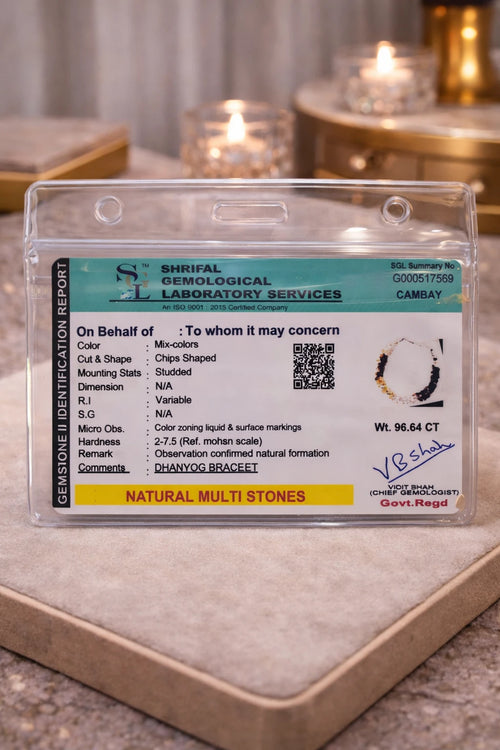 SGL™
SHRIFAL
GEMOLOGICAL
LABORATORY SERVICES
An ISO 9001 : 2015 Certified Company
SGL Summary No
G000517569
CAMBAY
GEMSTONE II IDENTIFICATION REPORT
On Behalf of : To whom it may concern
Color : Mix-colors
Cut & Shape : Chips Shaped
Mounting Stats : Studded
Dimension : N/A
R.I : Variable
S.G : N/A
Micro Obs. : Color zoning liquid & surface markings
Hardness : 2-7.5 (Ref. mohsn scale)
Remark : Observation confirmed natural formation
Comments : DHANYOG BRACEET
NATURAL MULTI STONES
Wt. 96.64 CT
VB shah
VIDIT SHAH
(CHIEF GEMOLOGIST)
Govt.Regd